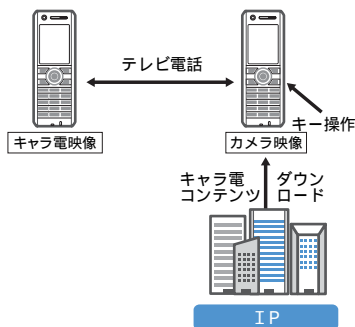 テレビ電話
キャラ電映像
カメラ映像
キー操作
キャラ電
コンテンツ
ダウン
ロード
IP